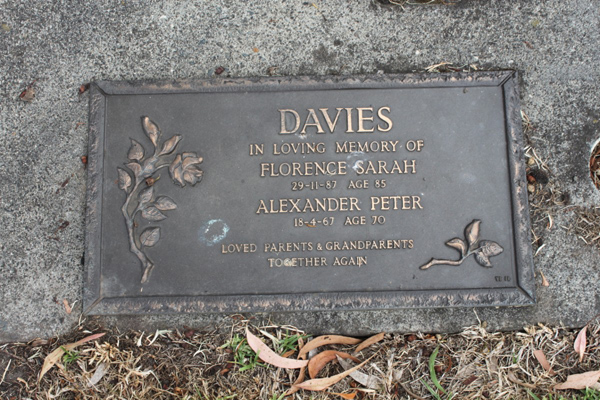 DAVIES
IN LOVING MEMORY OF
FLORENCE SARAH
29-11-87 AGE 85
ALEXANDER PETER
18-4-67 AGE 70
LOVED PARENTS & GRANDPARENTS
TOGETHER AGAIN